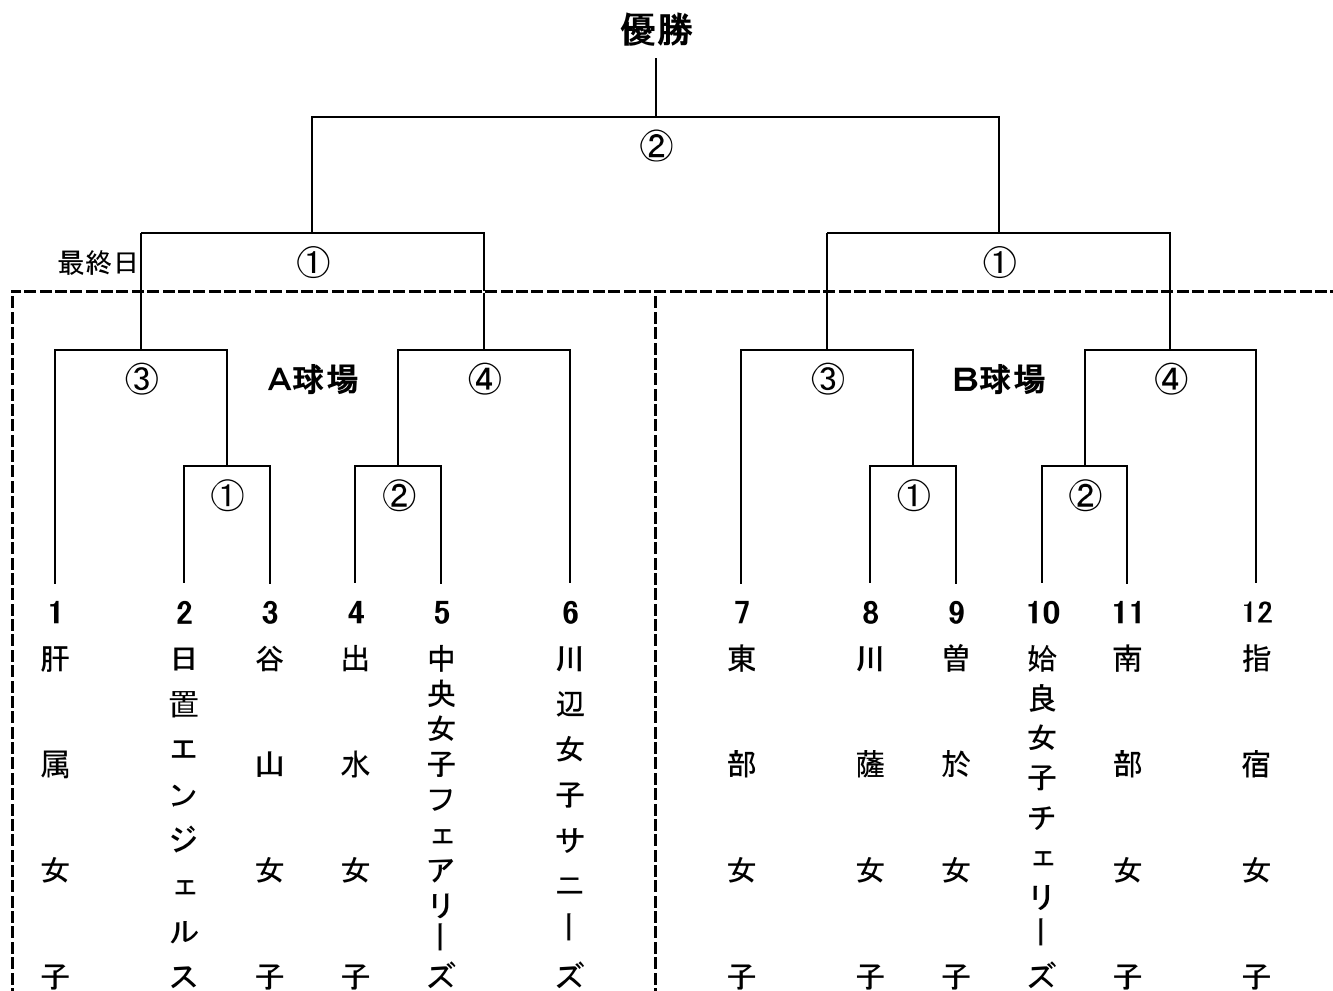 優勝
②
最終日
①
①
③
A球場
④
③
B球場
④
①
②
①
②
1
2
3
4
5
6
7
8
9
10
11
12
肝属女子
日置エンジェルス
谷山女子
出水女子
中央女子フェアリーズ
川辺女子サニーズ
東部女子
川薩女子
曽於女子
姶良女子チェリーズ
南部女子
指宿女子